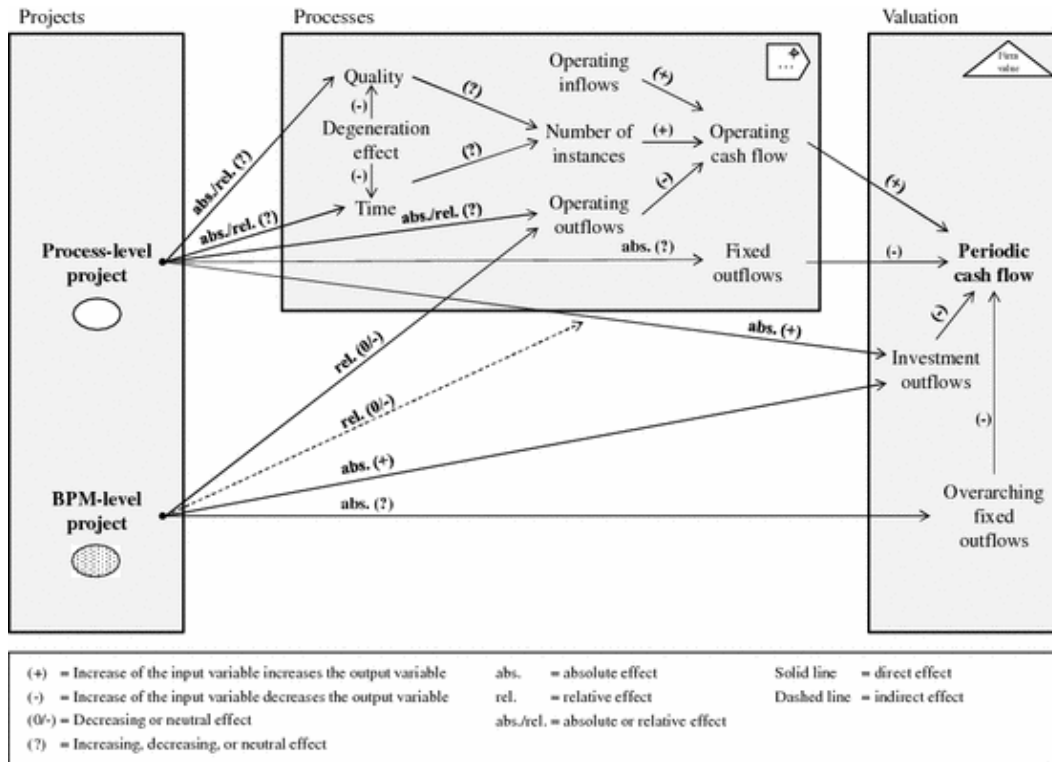 Projects
Processes
Valuation
Firm
value
...
Quality
(-)
Degeneration
effect
(-)
Time
(?)
(?)
Operating
inflows
(+)
Number of
instances
(+)
Operating
cash flow
(-)
Operating
outflows
(+)
abs./rel. (?)
abs./rel. (?)
abs./rel. (?)
abs. (?)
Fixed
outflows
(-)
Process-level
project
Periodic
cash flow
(-)
abs. (+)
Investment
outflows
rel. (0/-)
rel. (0/-)
(-)
abs. (+)
abs. (?)
BPM-level
project
Overarching
fixed
outflows
(+) = Increase of the input variable increases the output variable
(-) = Increase of the input variable decreases the output variable
(0/-) = Decreasing or neutral effect
(?) = Increasing, decreasing, or neutral effect
abs. = absolute effect
rel. = relative effect
abs./rel. = absolute or relative effect
Solid line = direct effect
Dashed line = indirect effect